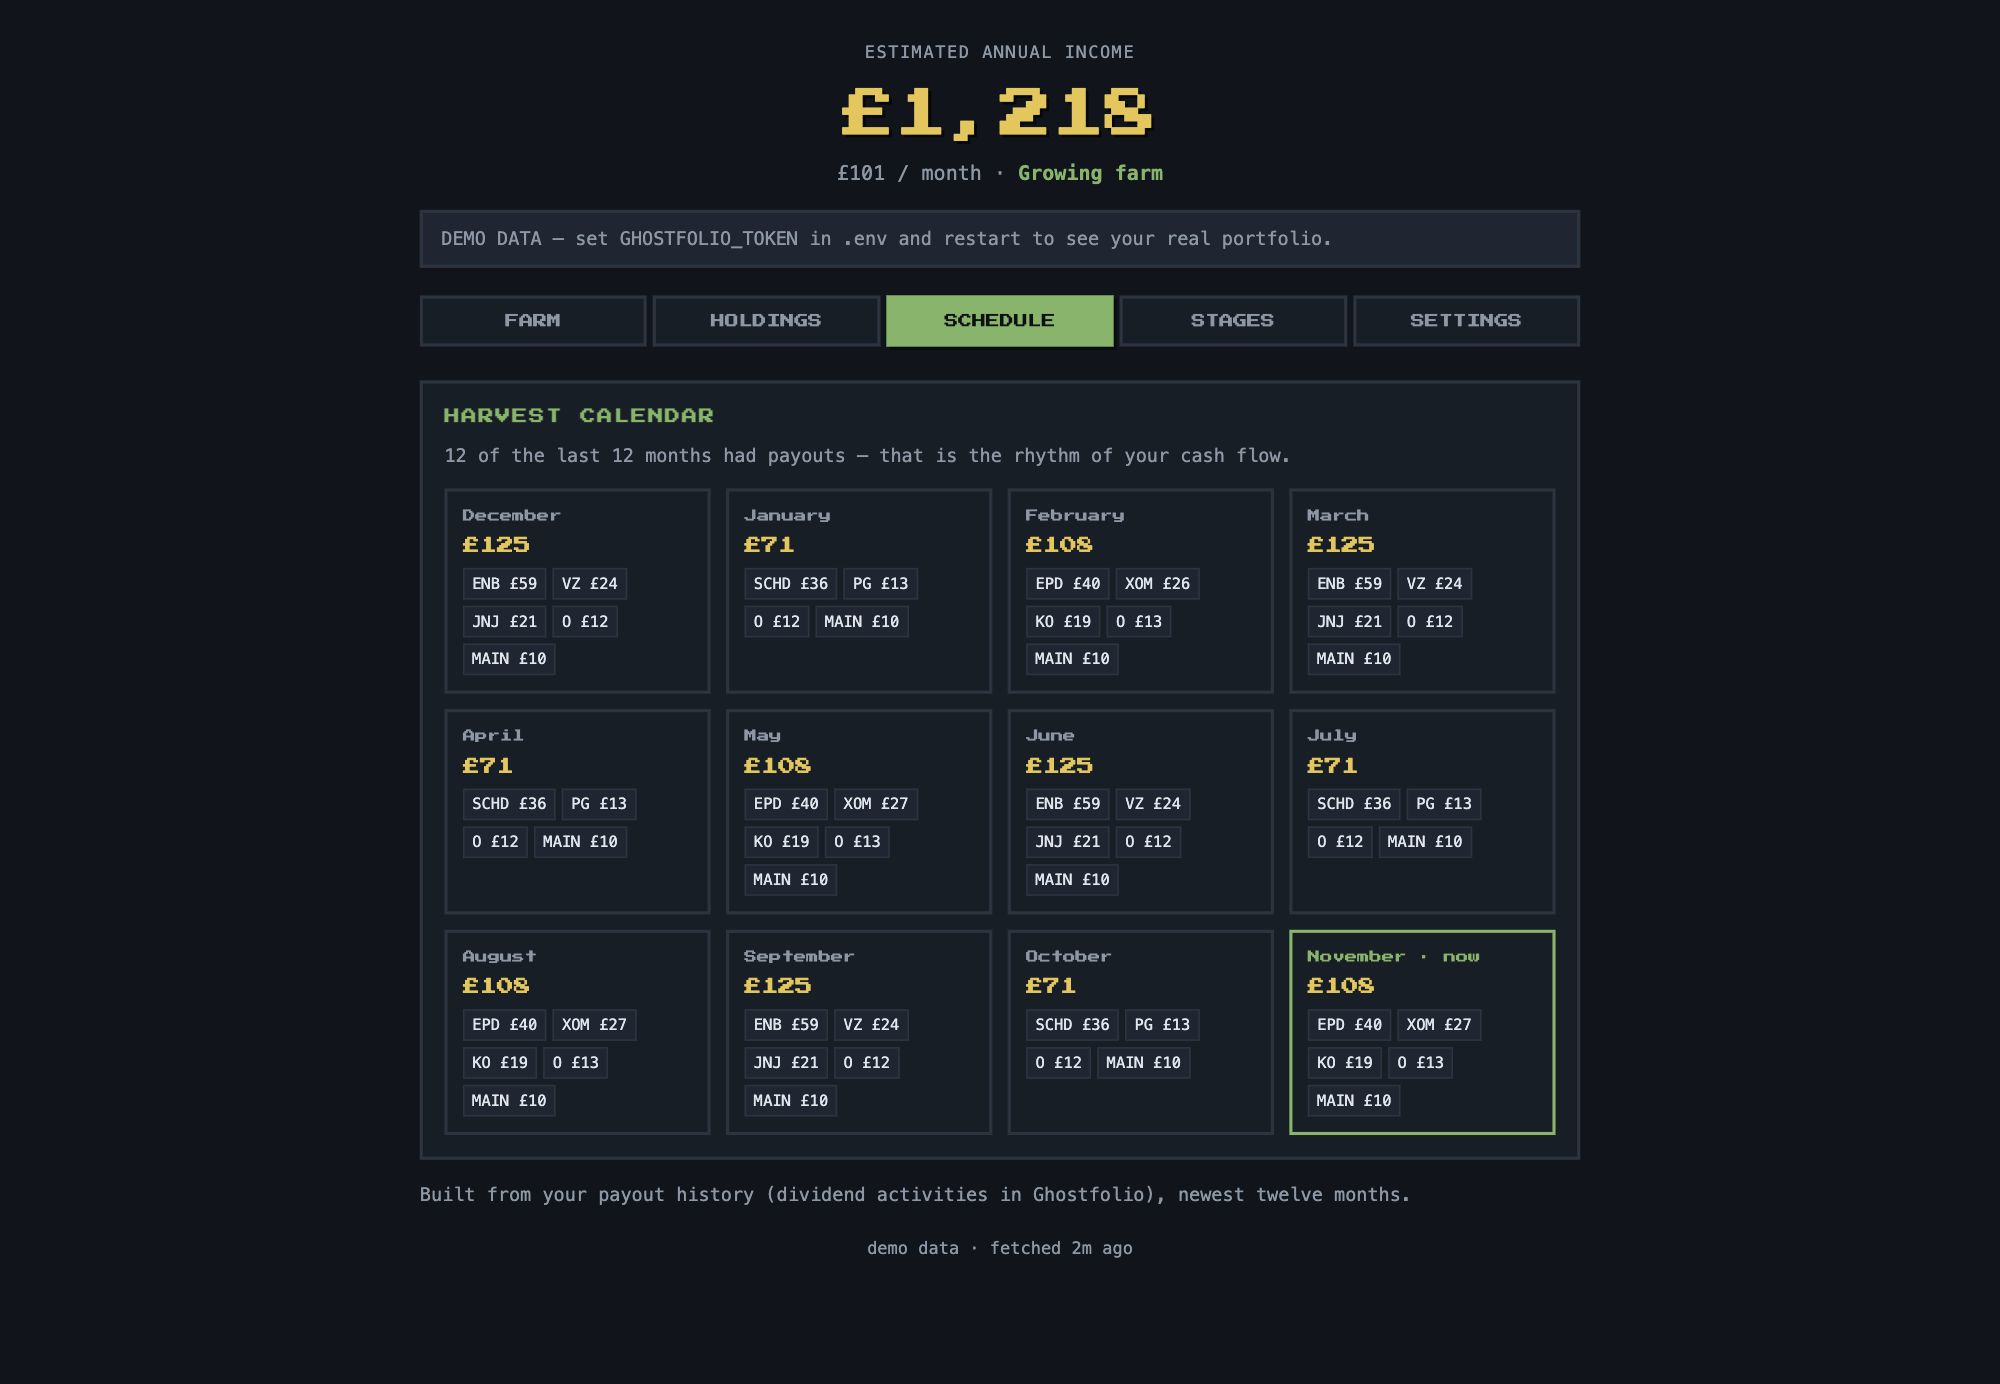 ESTIMATED ANNUAL INCOME
£1,218
£101 / month · Growing farm
DEMO DATA — set GHOSTFOLIO_TOKEN in .env and restart to see your real portfolio.
FARM
HOLDINGS
SCHEDULE
STAGES
SETTINGS
HARVEST CALENDAR
12 of the last 12 months had payouts — that is the rhythm of your cash flow.
December
£125
ENB £59 VZ £24
JNJ £21 O £12
MAIN £10
January
£71
SCHD £36 PG £13
O £12 MAIN £10
February
£108
EPD £40 XOM £26
KO £19 O £13
MAIN £10
March
£125
ENB £59 VZ £24
JNJ £21 O £12
MAIN £10
April
£71
SCHD £36 PG £13
O £12 MAIN £10
May
£108
EPD £40 XOM £27
KO £19 O £13
MAIN £10
June
£125
ENB £59 VZ £24
JNJ £21 O £12
MAIN £10
July
£71
SCHD £36 PG £13
O £12 MAIN £10
August
£108
EPD £40 XOM £27
KO £19 O £13
MAIN £10
September
£125
ENB £59 VZ £24
JNJ £21 O £12
MAIN £10
October
£71
SCHD £36 PG £13
O £12 MAIN £10
November · now
£108
EPD £40 XOM £27
KO £19 O £13
MAIN £10
Built from your payout history (dividend activities in Ghostfolio), newest twelve months.
demo data · fetched 2m ago